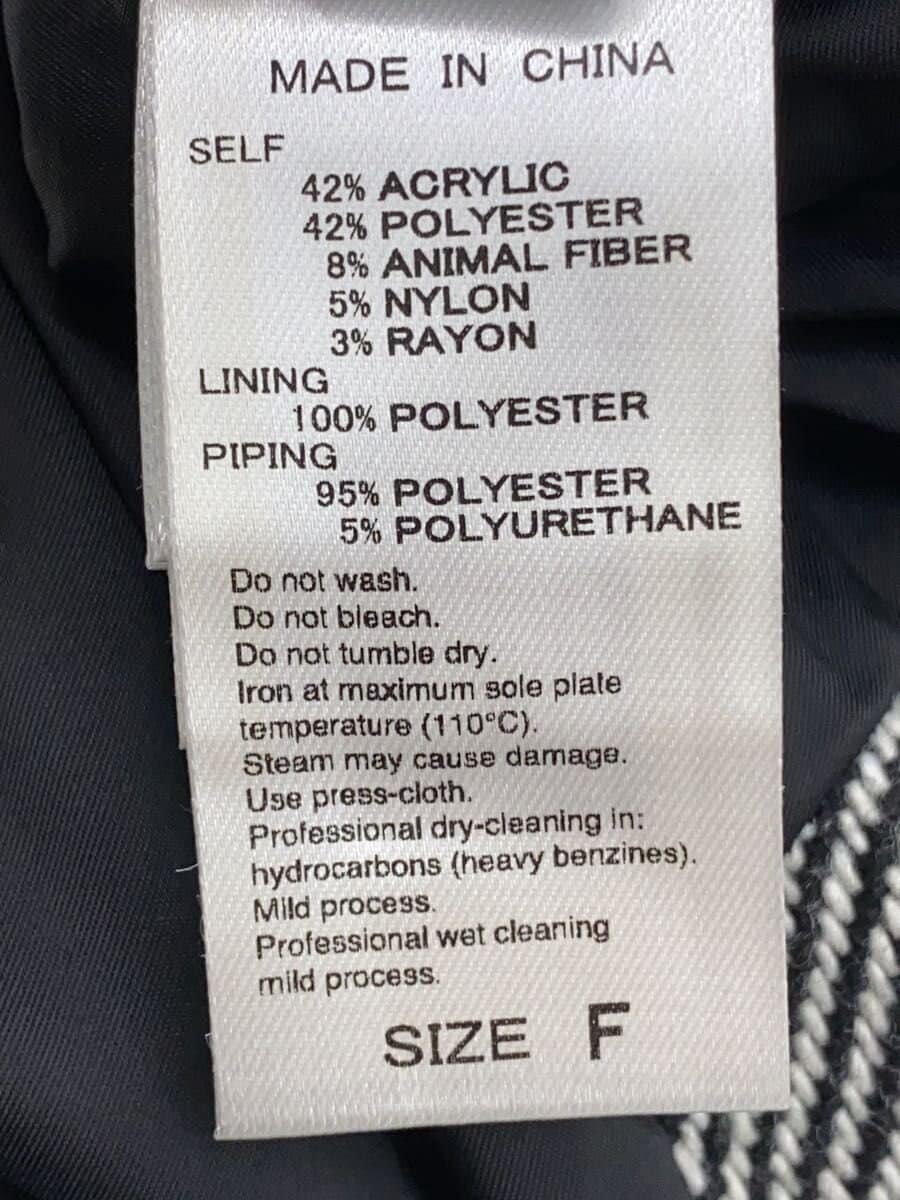 MADE IN CHINA
SELF
42% ACRYLIC
42% POLYESTER
8% ANIMAL FIBER
5% NYLON
3% RAYON
LINING
100% POLYESTER
PIPING
95% POLYESTER
5% POLYURETHANE
Do not wash.
Do not bleach.
Do not tumble dry.
Iron at maximum sole plate
temperature (110°C).
Steam may cause damage.
Use press-cloth.
Professional dry-cleaning in:
hydrocarbons (heavy benzines).
Mild process.
Professional wet cleaning
mild process.
SIZE F